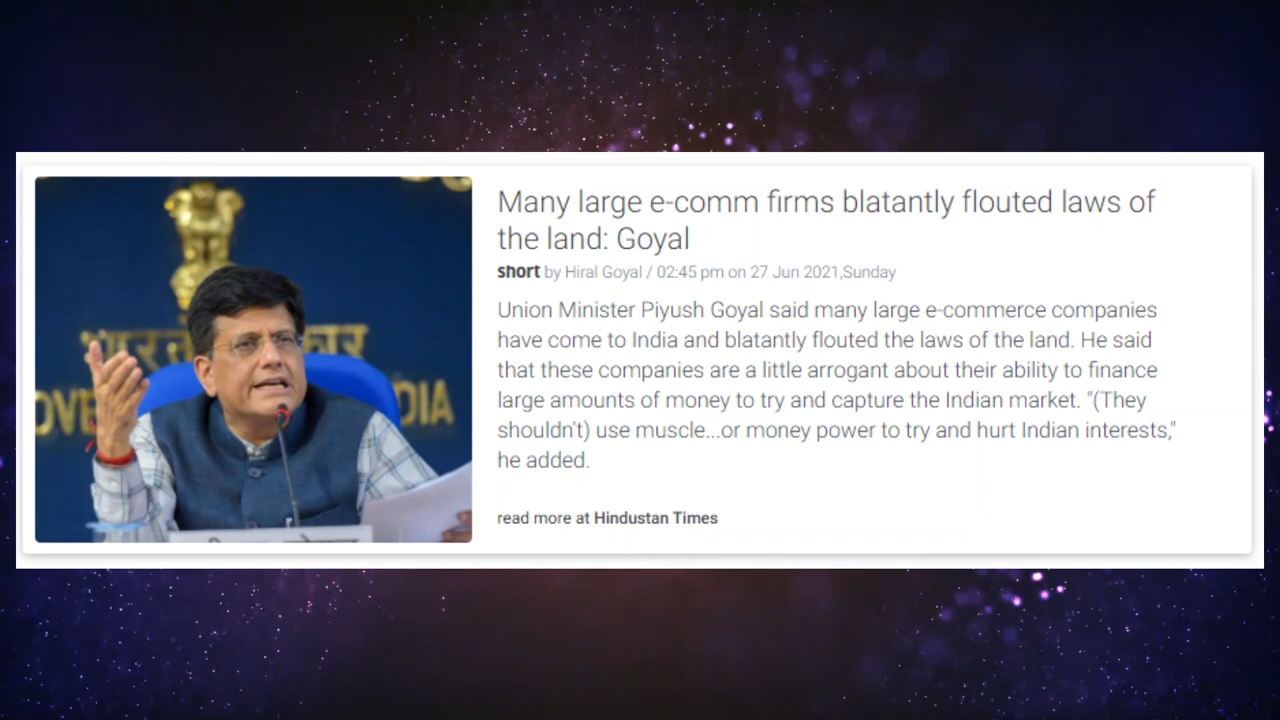 भारत
कार
OVE
DIA
Many large e-comm firms blatantly flouted laws of
the land: Goyal
short by Hiral Goyal / 02:45 pm on 27 Jun 2021,Sunday
Union Minister Piyush Goyal said many large e-commerce companies
have come to India and blatantly flouted the laws of the land. He said
that these companies are a little arrogant about their ability to finance
large amounts of money to try and capture the Indian market. "(They
shouldn't) use muscle...or money power to try and hurt Indian interests,"
he added.
read more at Hindustan Times